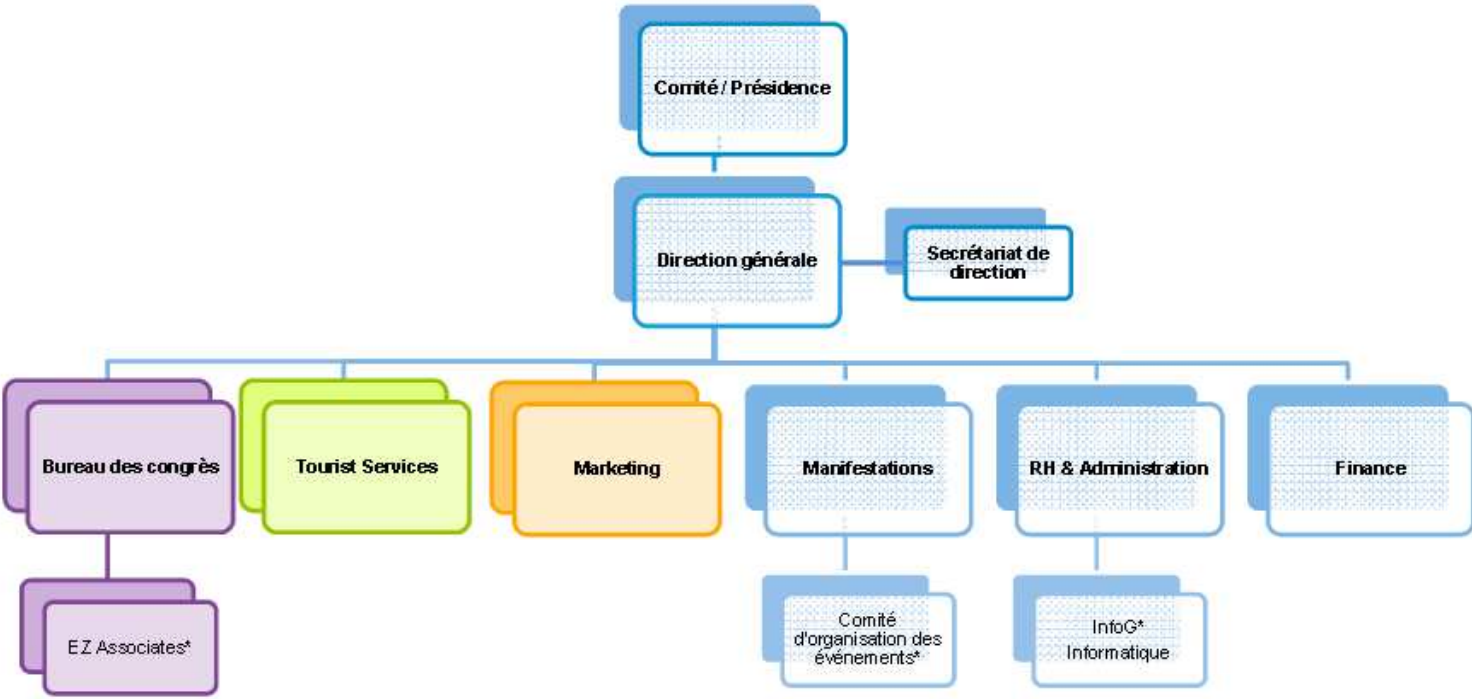 Comité / Présidence
Direction générale
Secrétariat de
direction
Bureau des congrès
Tourist Services
Marketing
Manifestations
RH & Administration
Finance
EZ Associates*
Comité
d'organisation des
événements*
InfoG*
Informatique